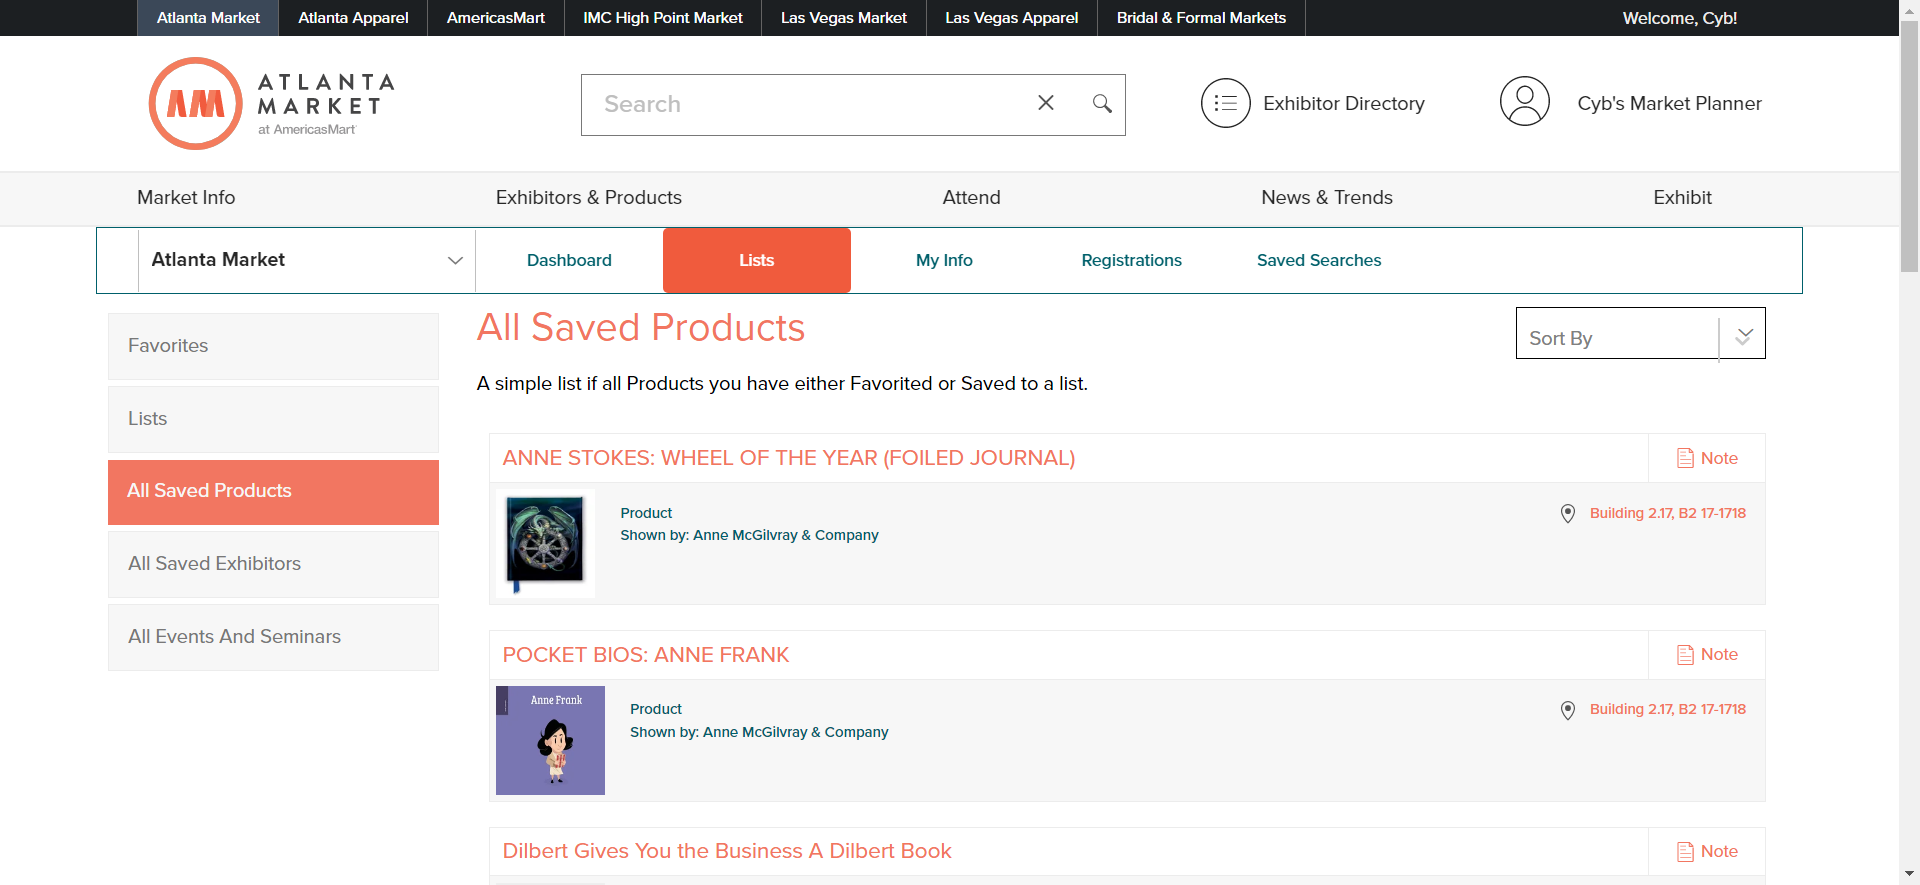 Atlanta Market
Atlanta Apparel
AmericasMart
IMC High Point Market
Las Vegas Market
Las Vegas Apparel
Bridal & Formal Markets
Welcome, Cyb!
AM
ATLANTA
MARKET
at AmericasMart
Search
Exhibitor Directory
Cyb's Market Planner
Market Info
Exhibitors & Products
Attend
News & Trends
Exhibit
Atlanta Market
Dashboard
Lists
My Info
Registrations
Saved Searches
Favorites
Lists
All Saved Products
All Saved Exhibitors
All Events And Seminars
All Saved Products
Sort By
A simple list if all Products you have either Favorited or Saved to a list.
ANNE STOKES: WHEEL OF THE YEAR (FOILED JOURNAL)
Note
Product
Shown by: Anne McGilvray & Company
Building 2.17, B2 17-1718
POCKET BIOS: ANNE FRANK
Note
Anne Frank
Product
Shown by: Anne McGilvray & Company
Building 2.17, B2 17-1718
Dilbert Gives You the Business A Dilbert Book
Note